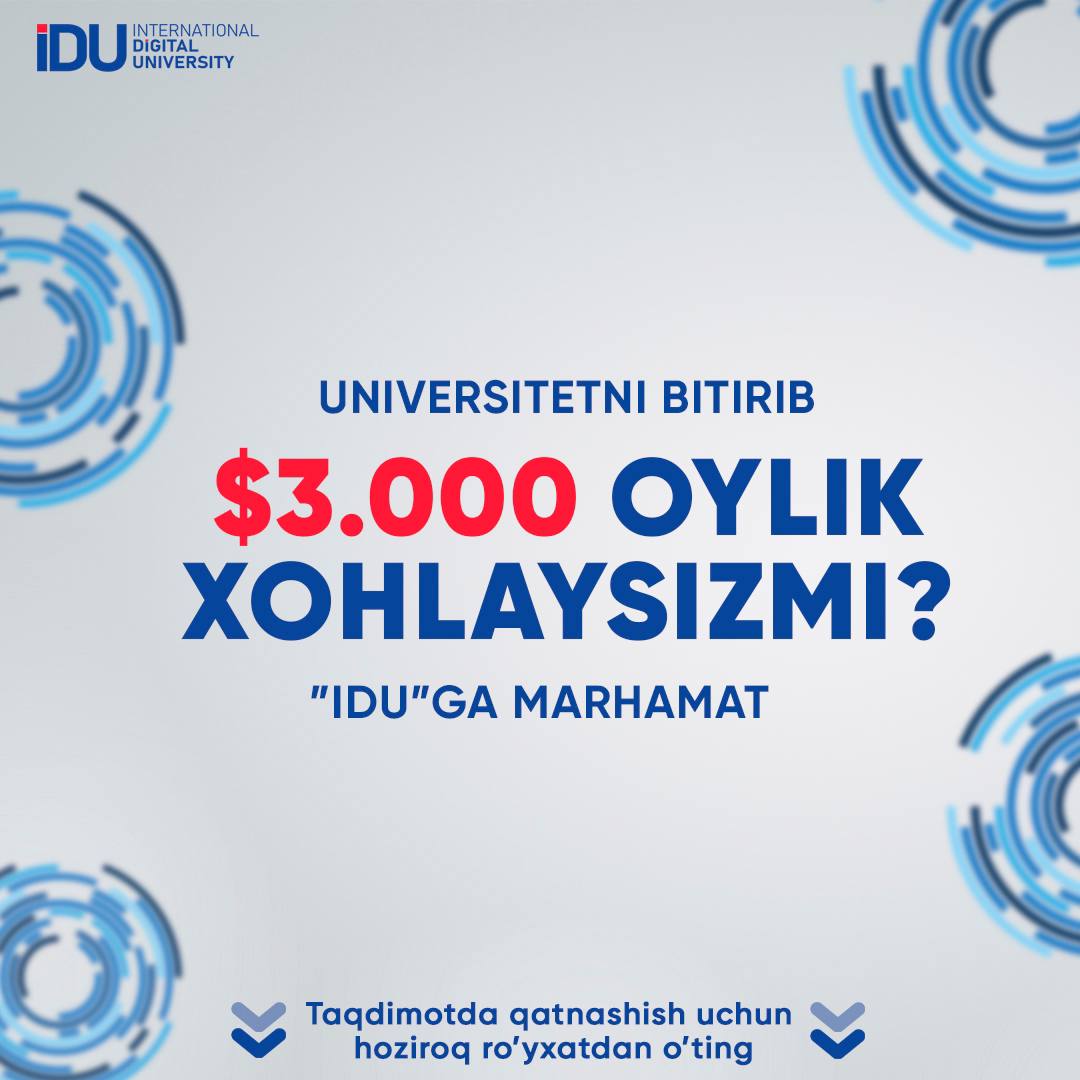 iDU INTERNATIONAL
DIGITAL
UNIVERSITY
UNIVERSITETNI BITIRIB
$3.000 OYLIK
XOHLAYSIZMI?
”IDU”GA MARHAMAT
Taqdimotda qatnashish uchun
hoziroq ro’yxatdan o’ting